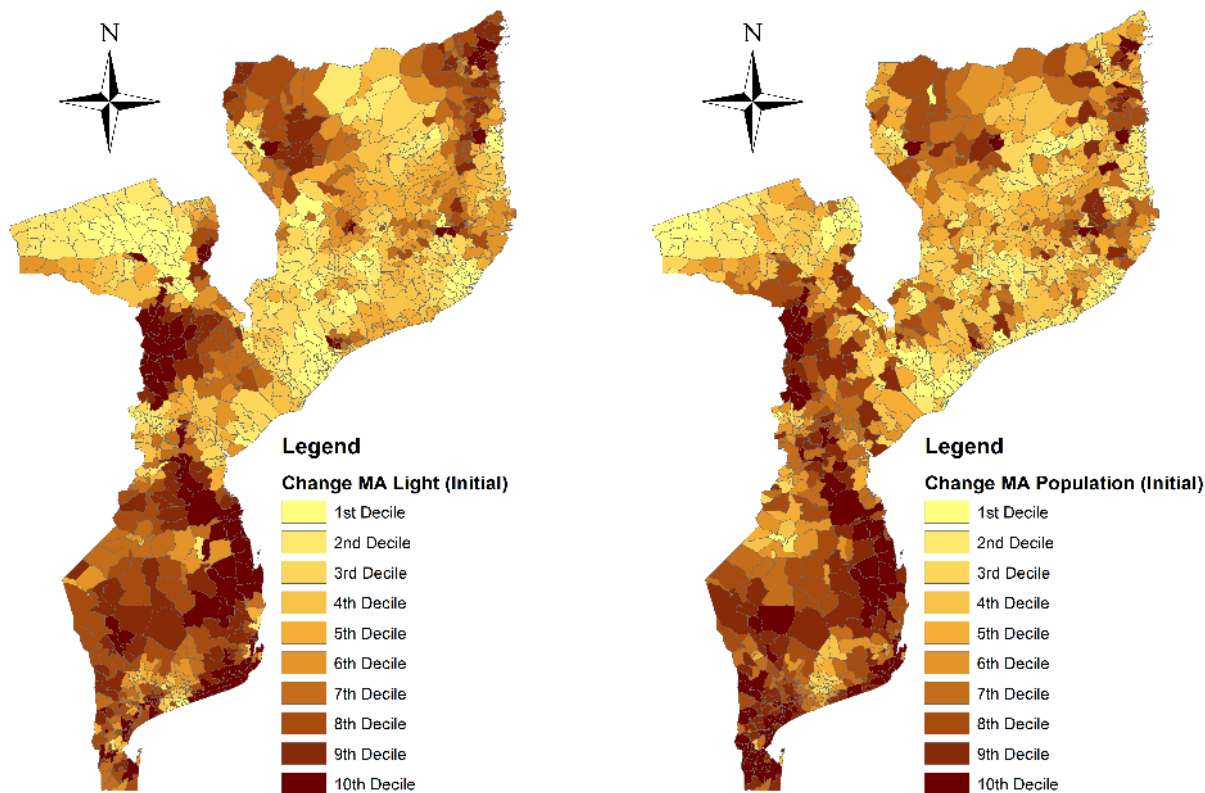 N
Legend
Change MA Light (Initial)
1st Decile
2nd Decile
3rd Decile
4th Decile
5th Decile
6th Decile
7th Decile
8th Decile
9th Decile
10th Decile
N
Legend
Change MA Population (Initial)
1st Decile
2nd Decile
3rd Decile
4th Decile
5th Decile
6th Decile
7th Decile
8th Decile
9th Decile
10th Decile